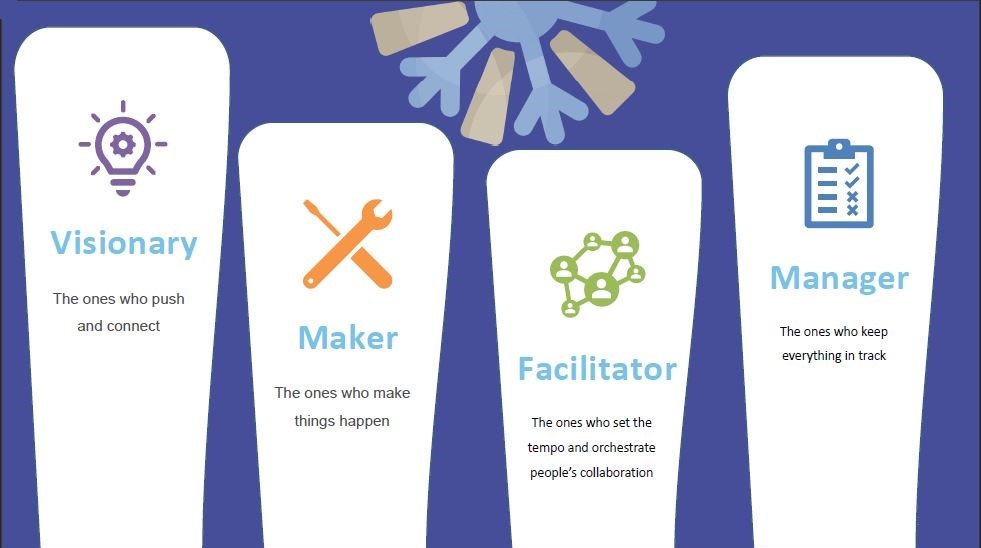 Visionary
The ones who push
and connect
Maker
The ones who make
things happen
Facilitator
The ones who set the
tempo and orchestrate
people’s collaboration
Manager
The ones who keep
everything in track